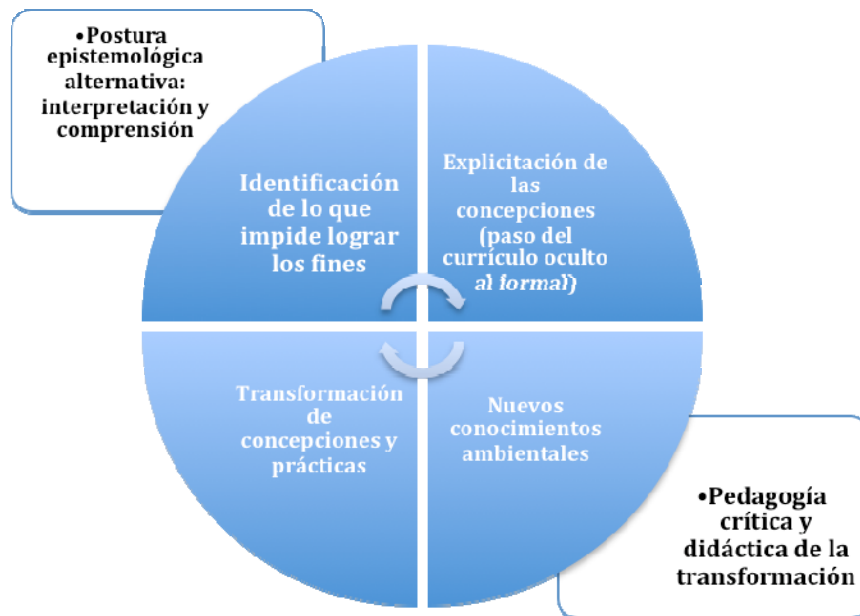 •Postura
epistemológica
alternativa:
interpretación y
comprensión
Identificación
de lo que
impide lograr
los fines
Explicitación de
las
concepciones
(paso del
currículo oculto
al formal)
Transformación
de
concepciones y
prácticas
Nuevos
conocimientos
ambientales
•Pedagogía
crítica y
didáctica de la
transformación